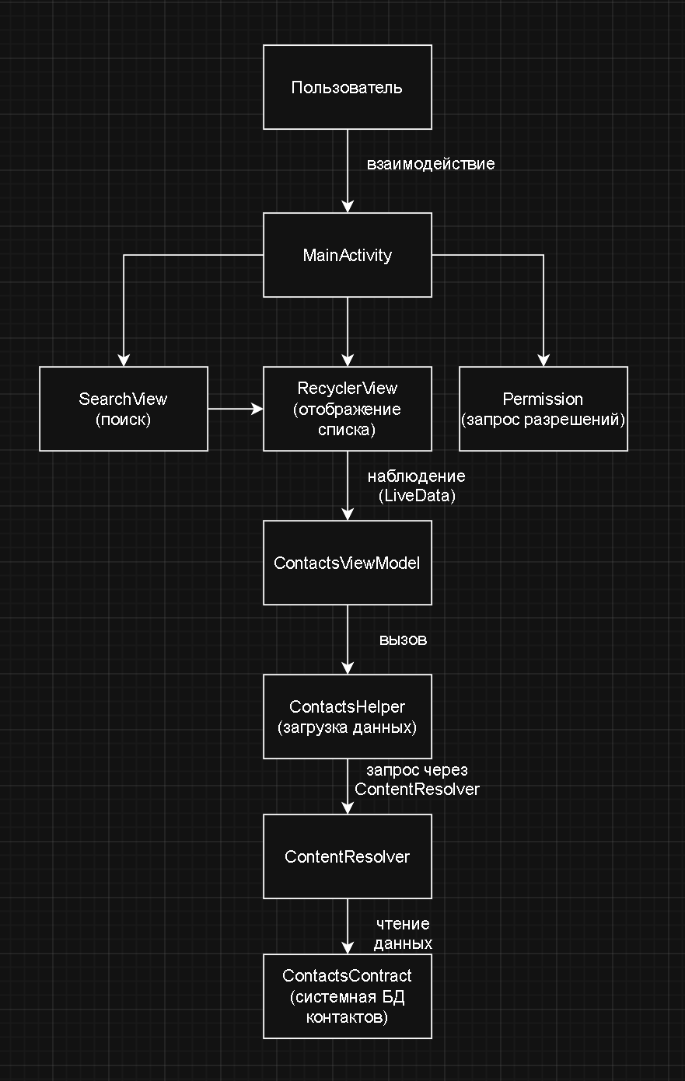 Пользователь
взаимодействие
MainActivity
SearchView
(поиск)
RecyclerView
(отображение
списка)
Permission
(запрос разрешений)
наблюдение
(LiveData)
ContactsViewModel
вызов
ContactsHelper
(загрузка данных)
запрос через
ContentResolver
ContentResolver
чтение
данных
ContactsContract
(системная БД
контактов)